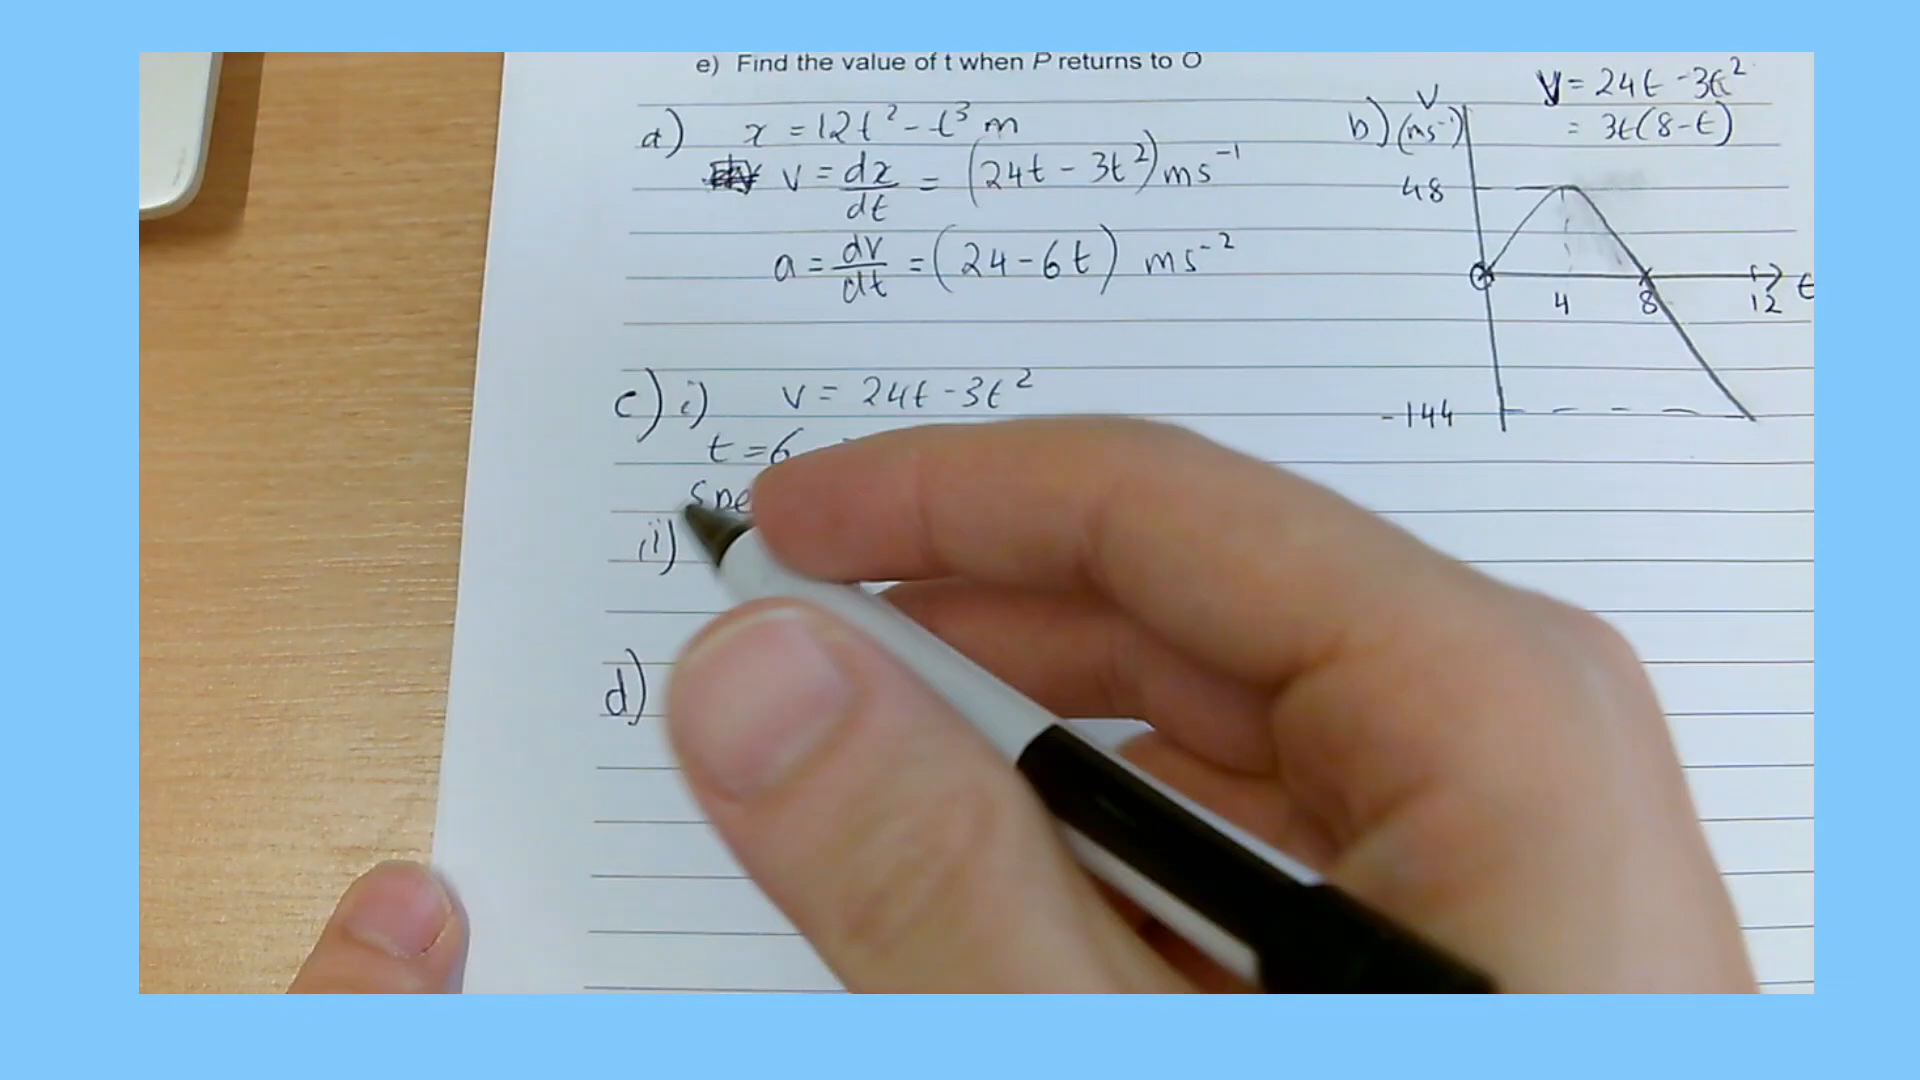 e) Find the value of t when P returns to O
a) x = 12t² - t³ m
v = dx/dt = (24t - 3t²) ms⁻¹
a = dv/dt = (24 - 6t) ms⁻²
b) V (ms⁻¹)
V = 24t - 3t²
= 3t(8-t)
48
4
8
12
t
-144
c) i) v = 24t - 3t²
t = 6
spe
ii)
d)